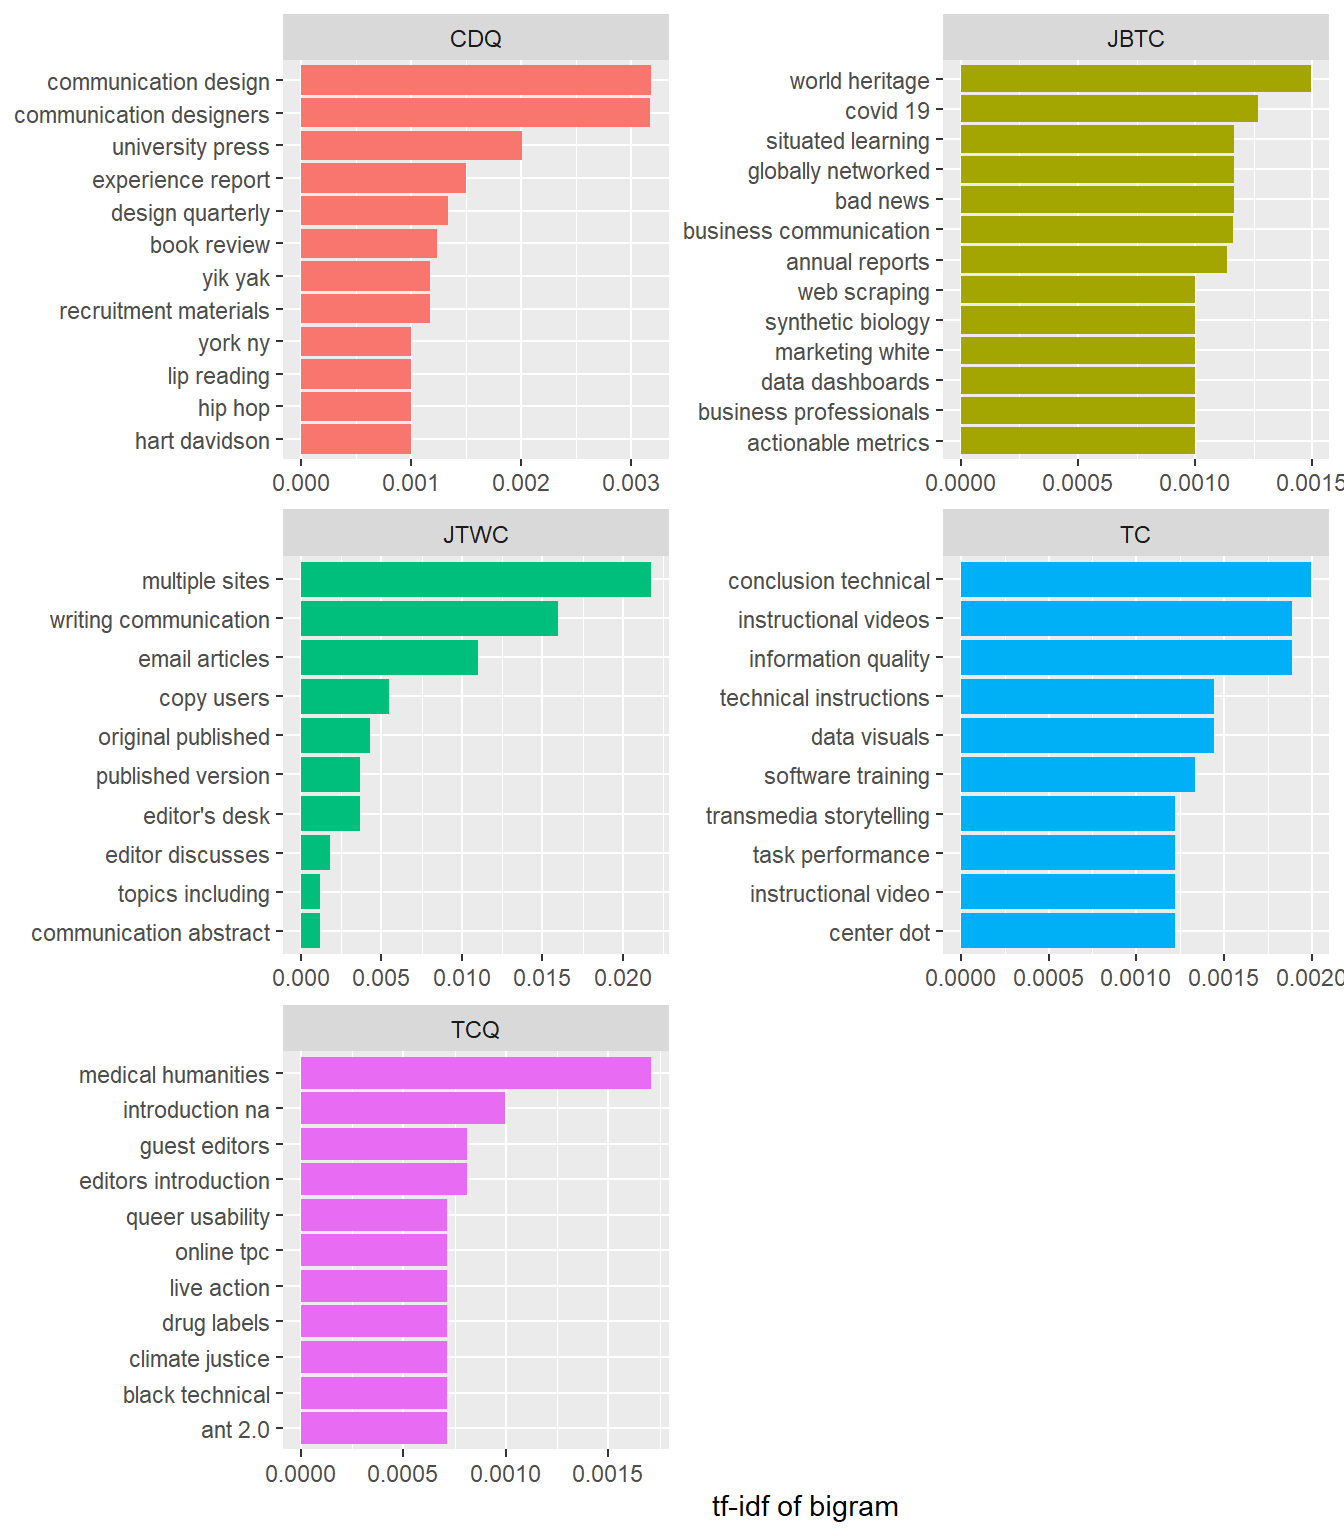 CDQ
communication design
communication designers
university press
experience report
design quarterly
book review
yik yak
recruitment materials
york ny
lip reading
hip hop
hart davidson
0.000 0.001 0.002 0.003
JBTC
world heritage
covid 19
situated learning
globally networked
bad news
business communication
annual reports
web scraping
synthetic biology
marketing white
data dashboards
business professionals
actionable metrics
0.0000 0.0005 0.0010 0.0015
JTWC
multiple sites
writing communication
email articles
copy users
original published
published version
editor's desk
editor discusses
topics including
communication abstract
0.000 0.005 0.010 0.015 0.020
TC
conclusion technical
instructional videos
information quality
technical instructions
data visuals
software training
transmedia storytelling
task performance
instructional video
center dot
0.0000 0.0005 0.0010 0.0015 0.0020
TCQ
medical humanities
introduction na
guest editors
editors introduction
queer usability
online tpc
live action
drug labels
climate justice
black technical
ant 2.0
0.0000 0.0005 0.0010 0.0015
tf-idf of bigram